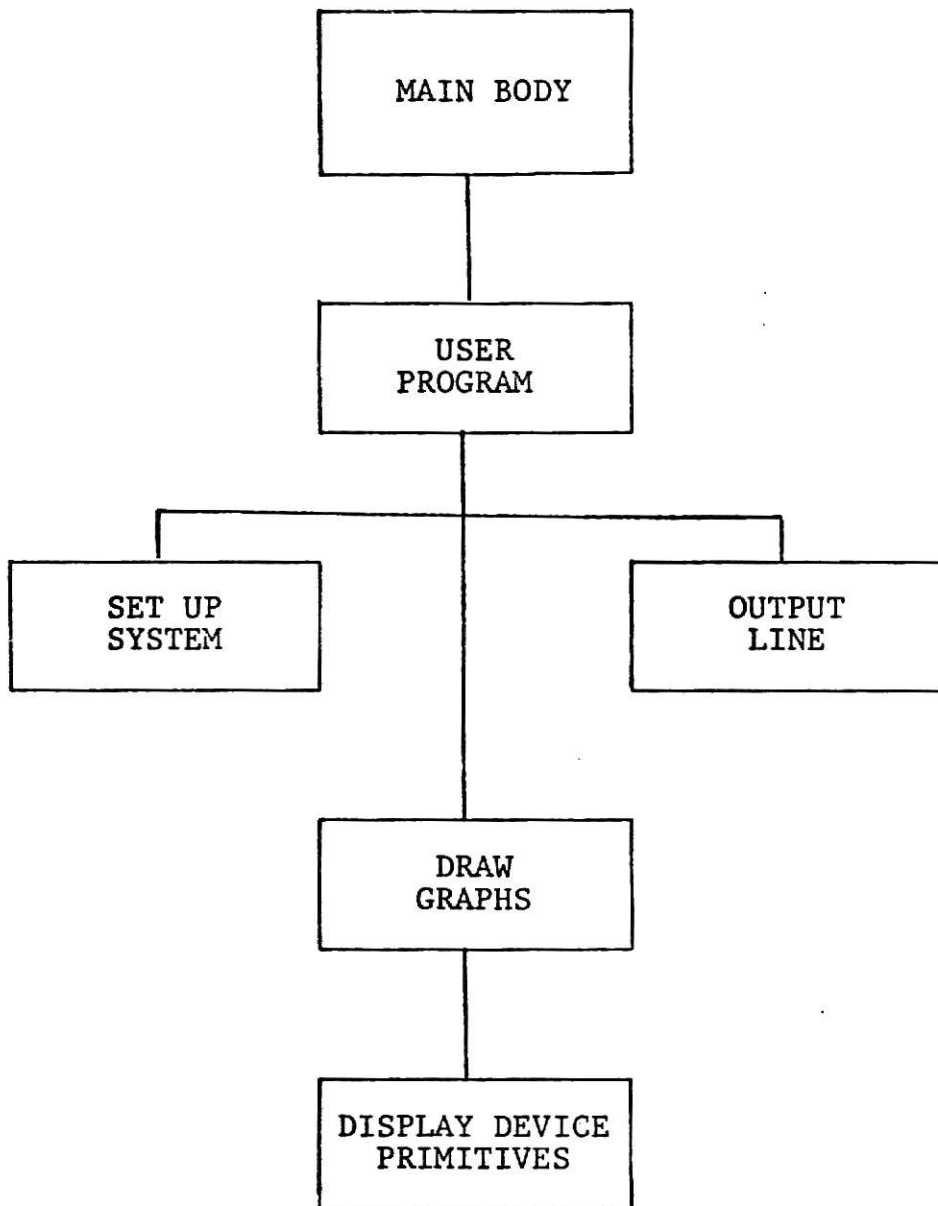 MAIN BODY
USER
PROGRAM
SET UP
SYSTEM
OUTPUT
LINE
DRAW
GRAPHS
DISPLAY DEVICE
PRIMITIVES